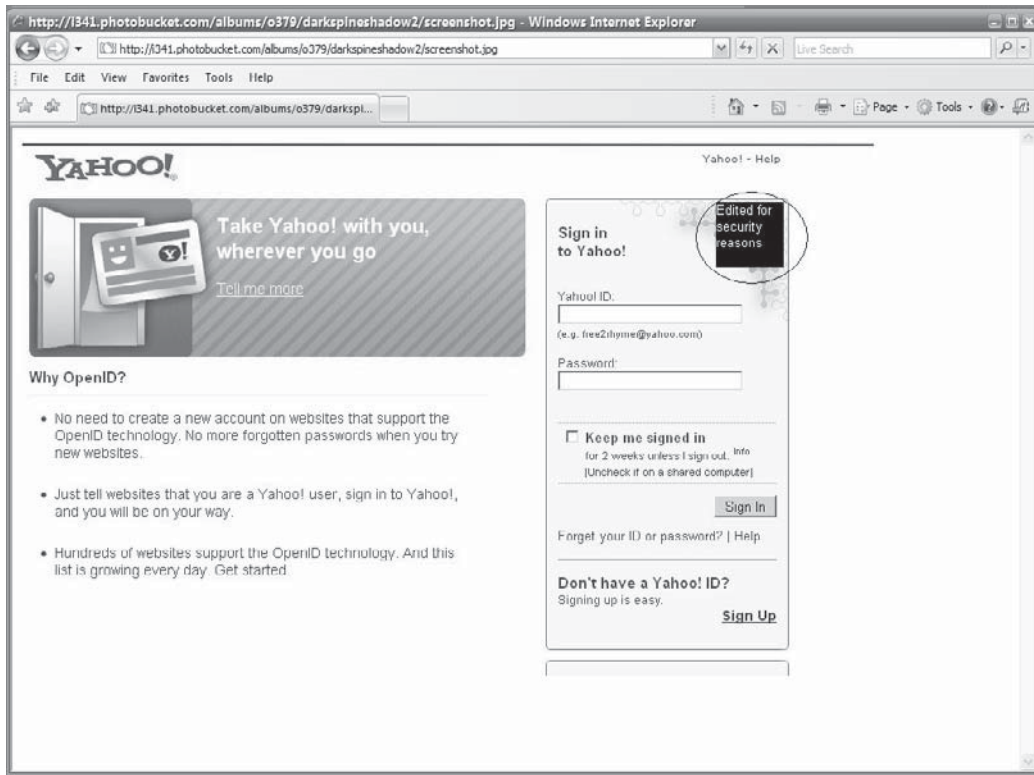 http://i341.photobucket.com/albums/o379/darkspineshadow2/screenshot.jpg - Windows Internet Explorer
http://i341.photobucket.com/albums/o379/darkspineshadow2/screenshot.jpg
Live Search
File Edit View Favorites Tools Help
http://i341.photobucket.com/albums/o379/darkspi...
Page Tools
YAHOO!
Yahoo! - Help
Take Yahoo! with you,
wherever you go
Tell me more
Why OpenID?
• No need to create a new account on websites that support the
OpenID technology. No more forgotten passwords when you try
new websites.
• Just tell websites that you are a Yahoo! user, sign in to Yahoo!,
and you will be on your way.
• Hundreds of websites support the OpenID technology. And this
list is growing every day. Get started.
Sign in
to Yahoo!
Edited for
security
reasons
Yahoo! ID:
(e.g. free2rhyme@yahoo.com)
Password:
Keep me signed in
for 2 weeks unless I sign out. Info
[Uncheck if on a shared computer]
Sign In
Forget your ID or password? | Help
Don't have a Yahoo! ID?
Signing up is easy.
Sign Up